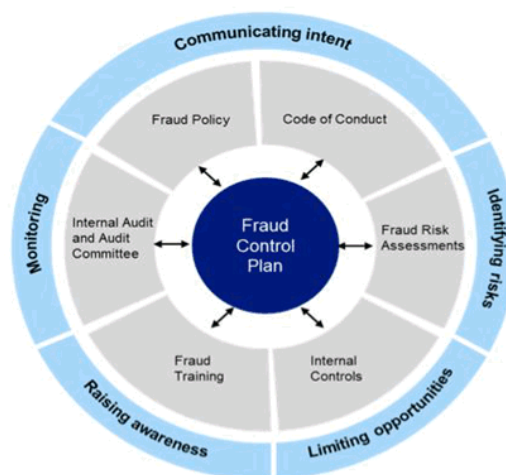 Communicating intent
Fraud Policy
Code of Conduct
Monitoring
Internal Audit
and Audit
Committee
Fraud
Control
Plan
Fraud Risk
Assessments
Identifying risks
Fraud
Training
Internal
Controls
Raising awareness
Limiting opportunities